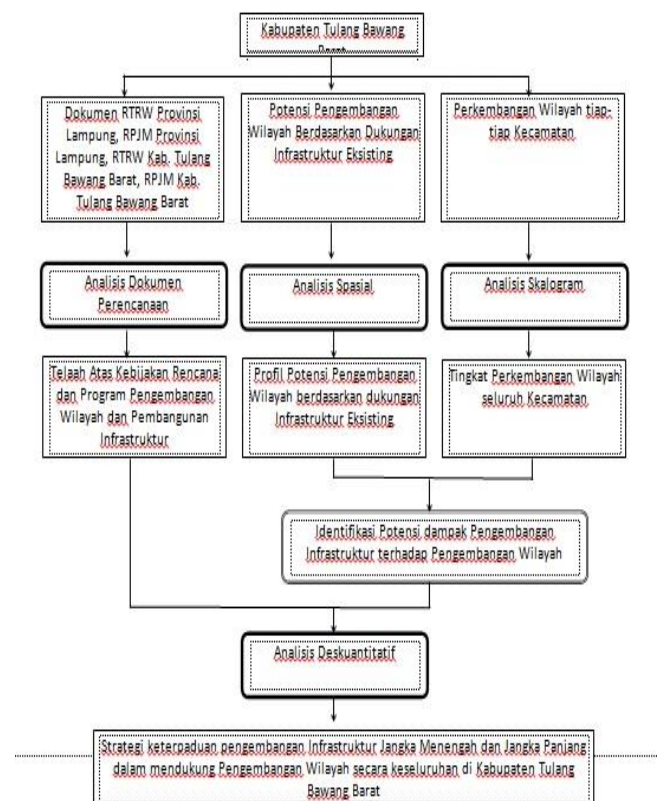 Kabupaten Tulang Bawang
Barat
Dokumen RTRW Provinsi
Lampung, RPJM Provinsi
Lampung, RTRW Kab. Tulang
Bawang Barat, RPJM Kab.
Tulang Bawang Barat
Potensi Pengembangan
Wilayah Berdasarkan Dukungan
Infrastruktur Eksisting
Perkembangan Wilayah tiap-
tiap Kecamatan
Analisis Dokumen
Perencanaan
Analisis Spasial
Analisis Skalogram
Telaah Atas Kebijakan Rencana
dan Program Pengembangan
Wilayah dan Pembangunan
Infrastruktur
Profil Potensi Pengembangan
Wilayah berdasarkan dukungan
Infrastruktur Eksisting
Tingkat Perkembangan Wilayah
seluruh Kecamatan
Identifikasi Potensi dampak Pengembangan
Infrastruktur terhadap Pengembangan Wilayah
Analisis Deskuantitatif
Strategi keterpaduan pengembangan Infrastruktur Jangka Menengah dan Jangka Panjang
dalam mendukung Pengembangan Wilayah secara keseluruhan di Kabupaten Tulang
Bawang Barat